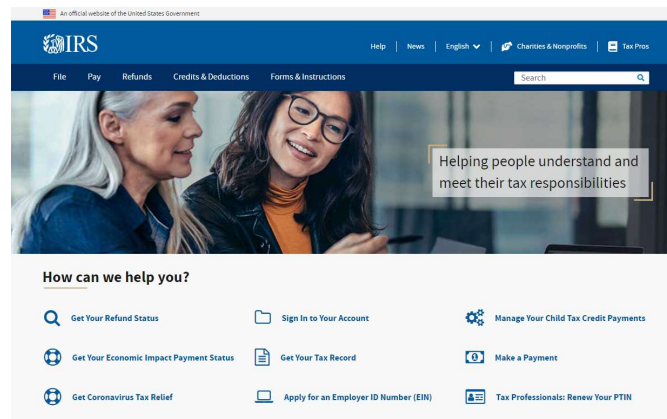 An official website of the United States Government
IRS
Help News English Charities & Nonprofits Tax Pros
File Pay Refunds Credits & Deductions Forms & Instructions Search
Helping people understand and
meet their tax responsibilities
How can we help you?
Get Your Refund Status Sign In to Your Account Manage Your Child Tax Credit Payments
Get Your Economic Impact Payment Status Get Your Tax Record Make a Payment
Get Coronavirus Tax Relief Apply for an Employer ID Number (EIN) Tax Professionals: Renew Your PTIN